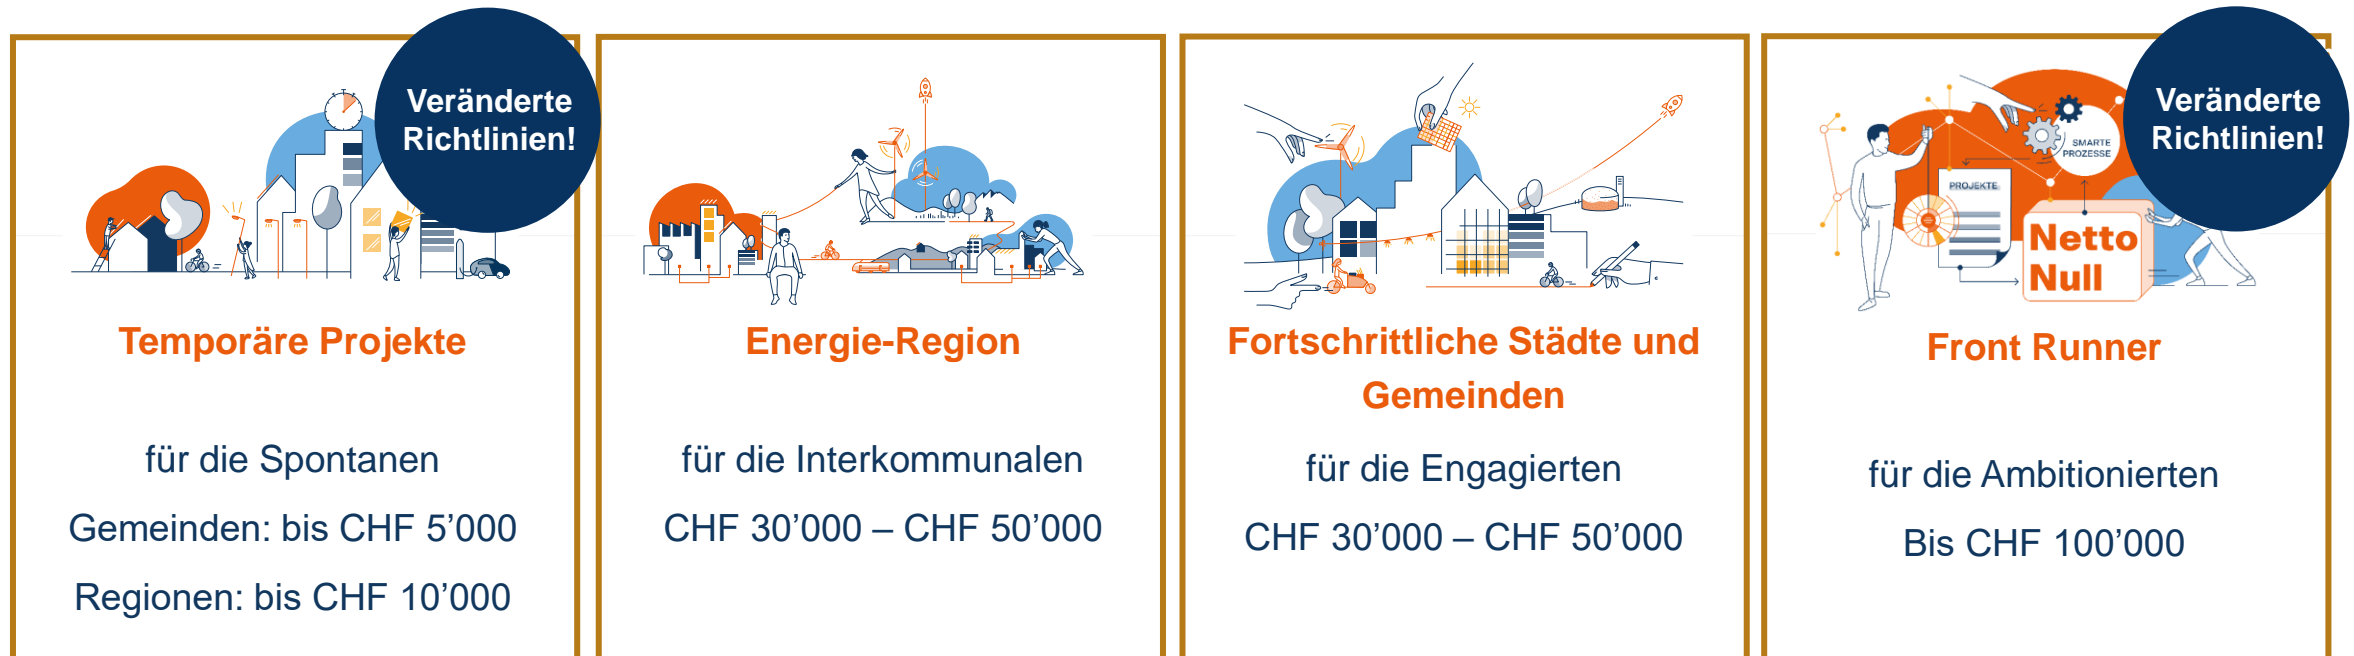 Veränderte
Richtlinien!
Temporäre Projekte
für die Spontanen
Gemeinden: bis CHF 5’000
Regionen: bis CHF 10’000
Energie-Region
für die Interkommunalen
CHF 30’000 – CHF 50’000
Fortschrittliche Städte und
Gemeinden
für die Engagierten
CHF 30’000 – CHF 50’000
Veränderte
Richtlinien!
SMARTE
PROZESSE
PROJEKTE
Netto
Null
Front Runner
für die Ambitionierten
Bis CHF 100’000